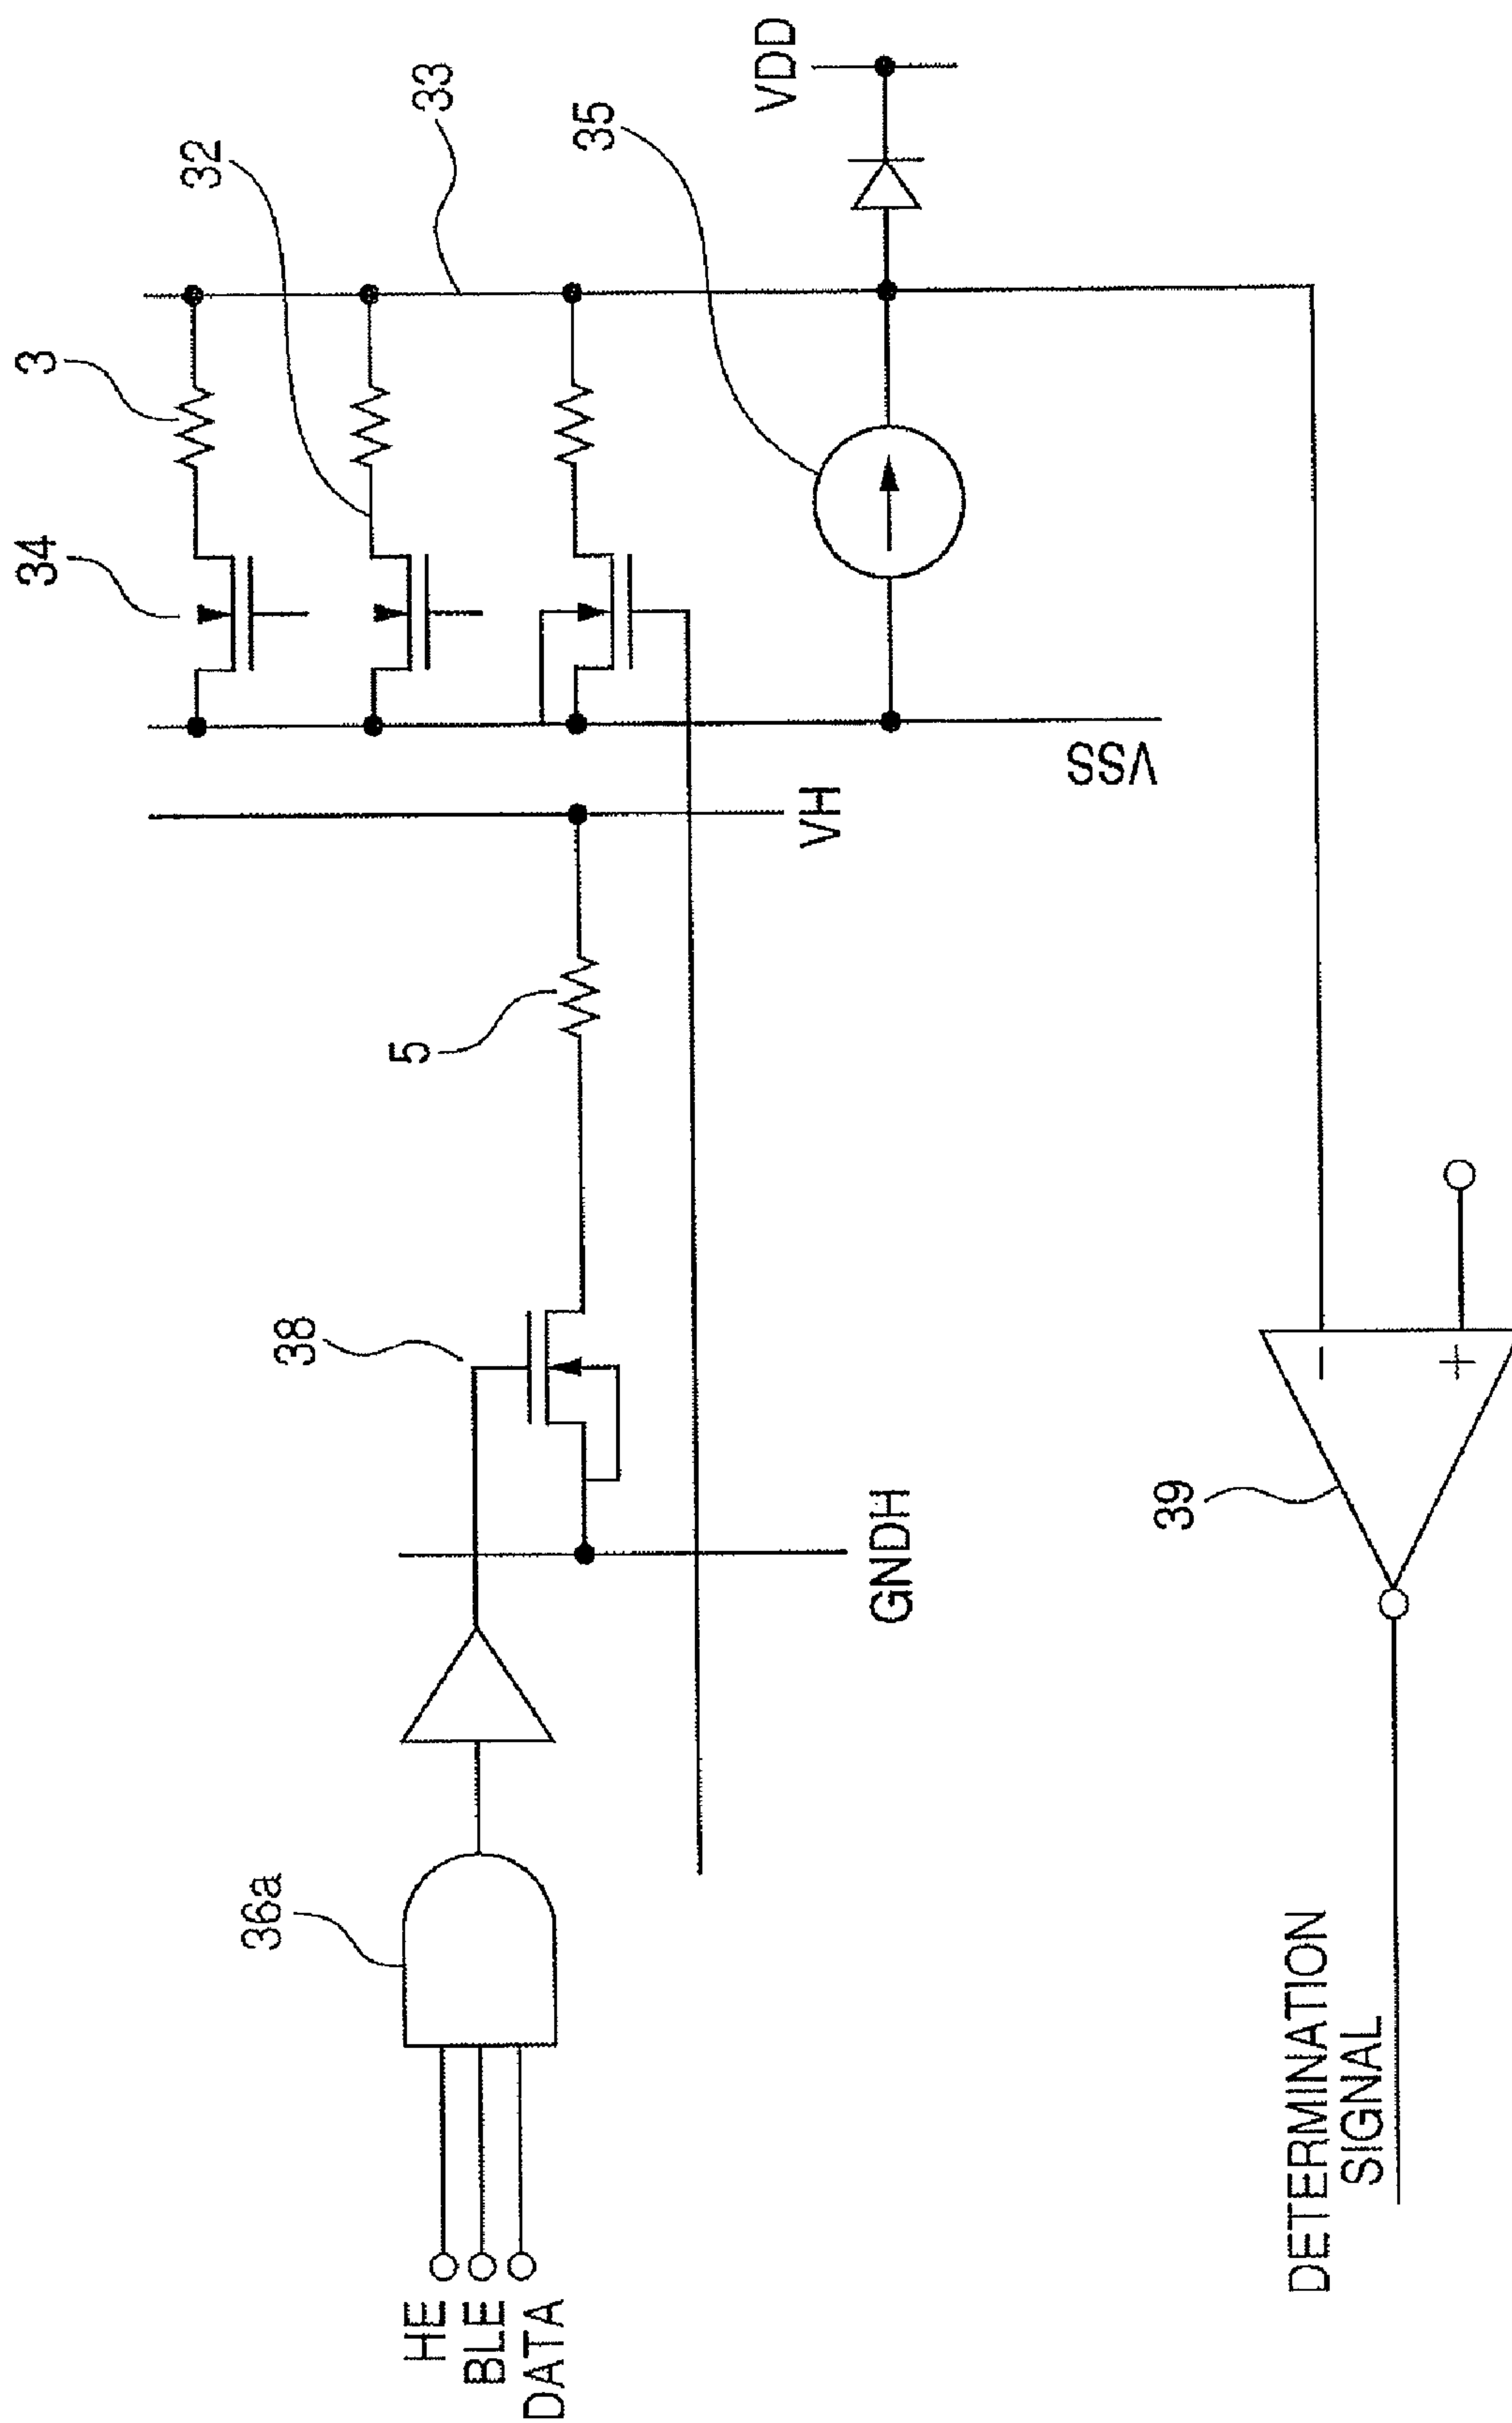 HE
BLE
DATA
36a
38
5
GNDH
VH
34
3
32
33
35
VSS
VDD
39
+
−
DETERMINATION
SIGNAL